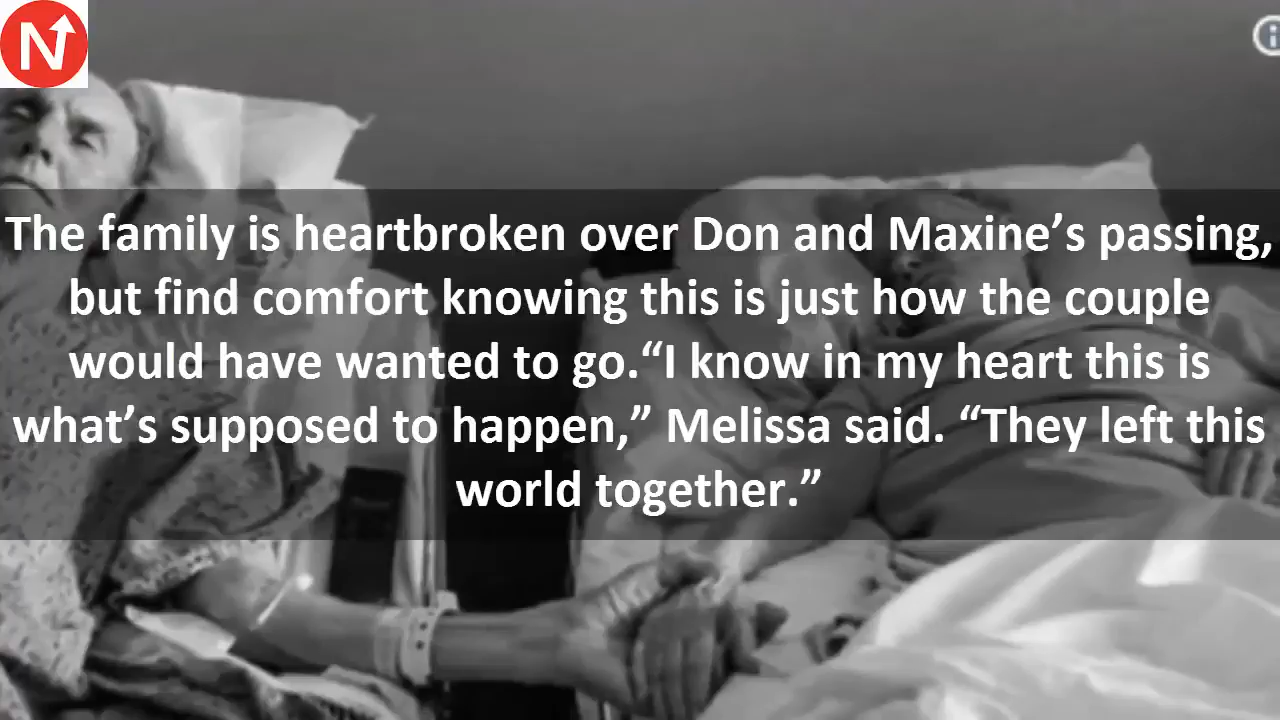 N
The family is heartbroken over Don and Maxine’s passing,
but find comfort knowing this is just how the couple
would have wanted to go.“I know in my heart this is
what’s supposed to happen,” Melissa said. “They left this
world together.”